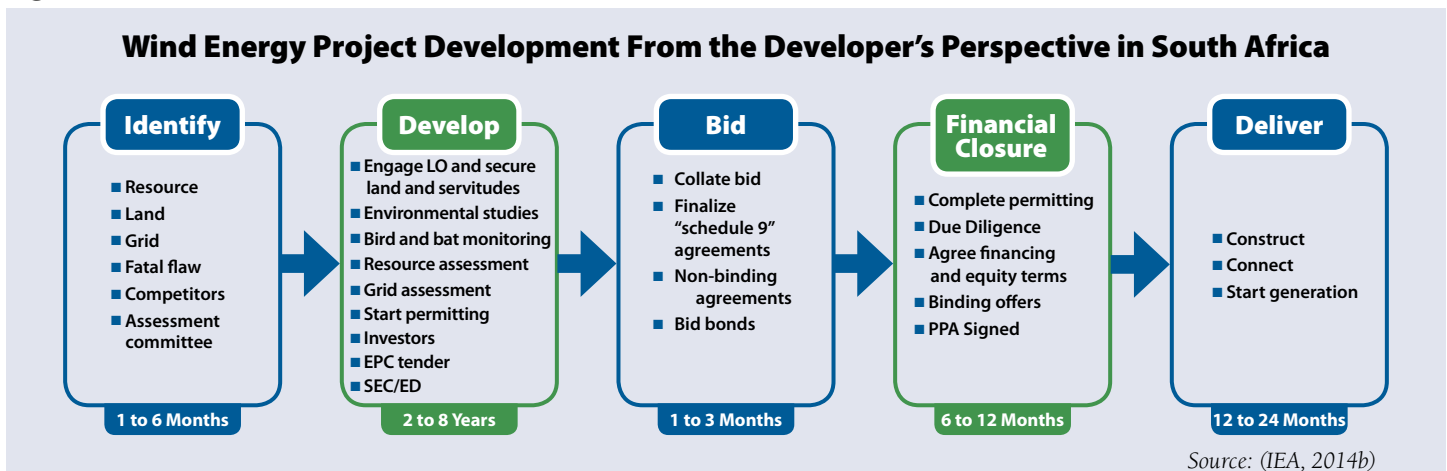 Wind Energy Project Development From the Developer's Perspective in South Africa
Identify
■ Resource
■ Land
■ Grid
■ Fatal flaw
■ Competitors
■ Assessment
committee
1 to 6 Months
Develop
■ Engage LO and secure
land and servitudes
■ Environmental studies
■ Bird and bat monitoring
■ Resource assessment
■ Grid assessment
■ Start permitting
■ Investors
■ EPC tender
■ SEC/ED
2 to 8 Years
Bid
■ Collate bid
■ Finalize
“schedule 9”
agreements
■ Non-binding
agreements
■ Bid bonds
1 to 3 Months
Financial
Closure
■ Complete permitting
■ Due Diligence
■ Agree financing
and equity terms
■ Binding offers
■ PPA Signed
6 to 12 Months
Deliver
■ Construct
■ Connect
■ Start generation
12 to 24 Months
Source: (IEA, 2014b)